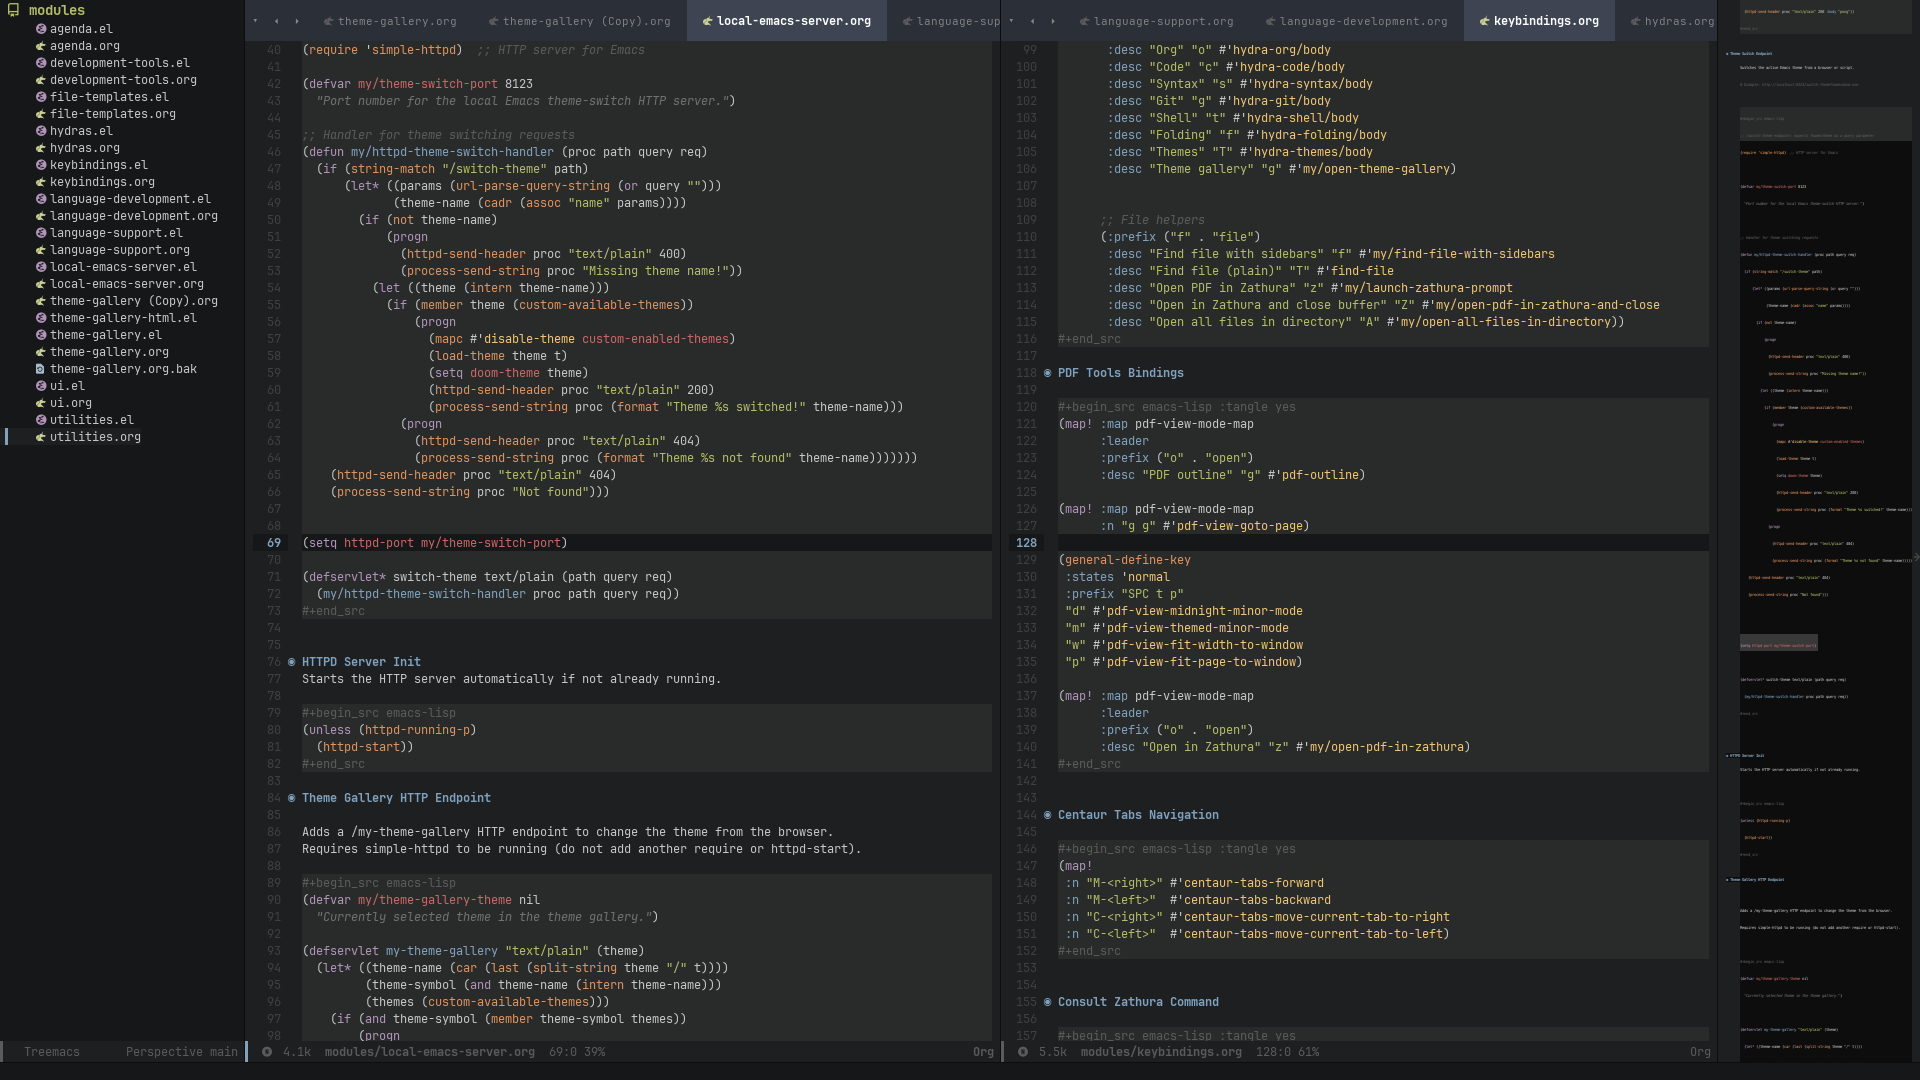 modules
agenda.el
agenda.org
development-tools.el
development-tools.org
file-templates.el
file-templates.org
hydras.el
hydras.org
keybindings.el
keybindings.org
language-development.el
language-development.org
language-support.el
language-support.org
local-emacs-server.el
local-emacs-server.org
theme-gallery (Copy).org
theme-gallery-html.el
theme-gallery.el
theme-gallery.org
theme-gallery.org.bak
ui.el
ui.org
utilities.el
utilities.org
Treemacs Perspective main
theme-gallery.org theme-gallery (Copy).org local-emacs-server.org language-sup
40 (require 'simple-httpd)  ;; HTTP server for Emacs
41
42 (defvar my/theme-switch-port 8123
43   "Port number for the local Emacs theme-switch HTTP server.")
44
45 ;; Handler for theme switching requests
46 (defun my/httpd-theme-switch-handler (proc path query req)
47   (if (string-match "/switch-theme" path)
48       (let* ((params (url-parse-query-string (or query "")))
49              (theme-name (cadr (assoc "name" params))))
50         (if (not theme-name)
51             (progn
52               (httpd-send-header proc "text/plain" 400)
53               (process-send-string proc "Missing theme name!"))
54           (let ((theme (intern theme-name)))
55             (if (member theme (custom-available-themes))
56                 (progn
57                   (mapc #'disable-theme custom-enabled-themes)
58                   (load-theme theme t)
59                   (setq doom-theme theme)
60                   (httpd-send-header proc "text/plain" 200)
61                   (process-send-string proc (format "Theme %s switched!" theme-name)))
62               (progn
63                 (httpd-send-header proc "text/plain" 404)
64                 (process-send-string proc (format "Theme %s not found" theme-name)))))))
65     (httpd-send-header proc "text/plain" 404)
66     (process-send-string proc "Not found")))
67
68
69 (setq httpd-port my/theme-switch-port)
70
71 (defservlet* switch-theme text/plain (path query req)
72   (my/httpd-theme-switch-handler proc path query req))
73 #+end_src
74
75
76 ◉ HTTPD Server Init
77 Starts the HTTP server automatically if not already running.
78
79 #+begin_src emacs-lisp
80 (unless (httpd-running-p)
81   (httpd-start))
82 #+end_src
83
84 ◉ Theme Gallery HTTP Endpoint
85
86 Adds a /my-theme-gallery HTTP endpoint to change the theme from the browser.
87 Requires simple-httpd to be running (do not add another require or httpd-start).
88
89 #+begin_src emacs-lisp
90 (defvar my/theme-gallery-theme nil
91   "Currently selected theme in the theme gallery.")
92
93 (defservlet my-theme-gallery "text/plain" (theme)
94   (let* ((theme-name (car (last (split-string theme "/" t))))
95          (theme-symbol (and theme-name (intern theme-name)))
96          (themes (custom-available-themes)))
97     (if (and theme-symbol (member theme-symbol themes))
98         (progn
4.1k modules/local-emacs-server.org 69:0 39% Org
language-support.org language-development.org keybindings.org hydras.org
99        :desc "Org" "o" #'hydra-org/body
100       :desc "Code" "c" #'hydra-code/body
101       :desc "Syntax" "s" #'hydra-syntax/body
102       :desc "Git" "g" #'hydra-git/body
103       :desc "Shell" "t" #'hydra-shell/body
104       :desc "Folding" "f" #'hydra-folding/body
105       :desc "Themes" "T" #'hydra-themes/body
106       :desc "Theme gallery" "g" #'my/open-theme-gallery)
107
108
109      ;; File helpers
110      (:prefix ("f" . "file")
111       :desc "Find file with sidebars" "f" #'my/find-file-with-sidebars
112       :desc "Find file (plain)" "T" #'find-file
113       :desc "Open PDF in Zathura" "z" #'my/launch-zathura-prompt
114       :desc "Open in Zathura and close buffer" "Z" #'my/open-pdf-in-zathura-and-close
115       :desc "Open all files in directory" "A" #'my/open-all-files-in-directory))
116 #+end_src
117
118 ◉ PDF Tools Bindings
119
120 #+begin_src emacs-lisp :tangle yes
121 (map! :map pdf-view-mode-map
122       :leader
123       :prefix ("o" . "open")
124       :desc "PDF outline" "g" #'pdf-outline)
125
126 (map! :map pdf-view-mode-map
127       :n "g g" #'pdf-view-goto-page)
128
129 (general-define-key
130  :states 'normal
131  :prefix "SPC t p"
132  "d" #'pdf-view-midnight-minor-mode
133  "m" #'pdf-view-themed-minor-mode
134  "w" #'pdf-view-fit-width-to-window
135  "p" #'pdf-view-fit-page-to-window)
136
137 (map! :map pdf-view-mode-map
138       :leader
139       :prefix ("o" . "open")
140       :desc "Open in Zathura" "z" #'my/open-pdf-in-zathura)
141 #+end_src
142
143
144 ◉ Centaur Tabs Navigation
145
146 #+begin_src emacs-lisp :tangle yes
147 (map!
148  :n "M-<right>" #'centaur-tabs-forward
149  :n "M-<left>"  #'centaur-tabs-backward
150  :n "C-<right>" #'centaur-tabs-move-current-tab-to-right
151  :n "C-<left>"  #'centaur-tabs-move-current-tab-to-left)
152 #+end_src
153
154
155 ◉ Consult Zathura Command
156
157 #+begin_src emacs-lisp :tangle yes
5.5k modules/keybindings.org 128:0 61% Org